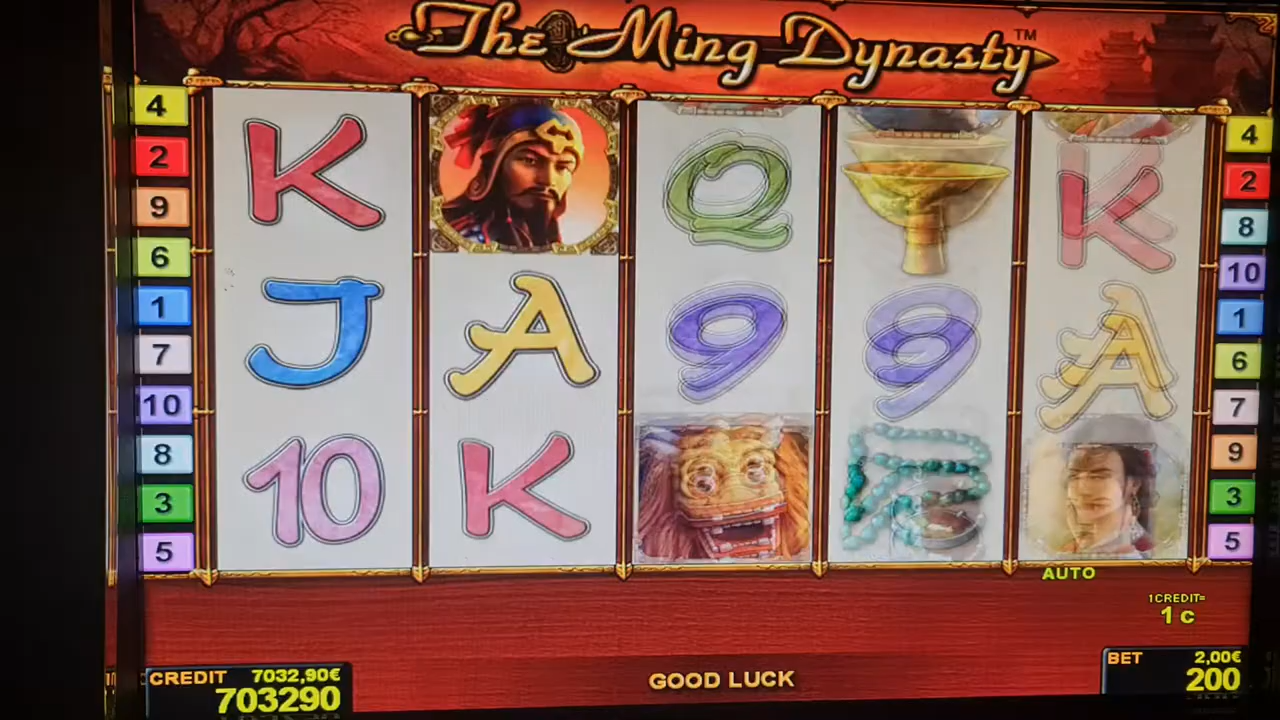 The Ming Dynasty™
4
2
9
6
1
7
10
8
3
5
K
J
10
A
K
Q
9
9
K
A
4
2
8
10
1
6
7
9
3
5
AUTO
1CREDIT=
1 c
CREDIT 7032,90€
703290
GOOD LUCK
BET 2,00€
200